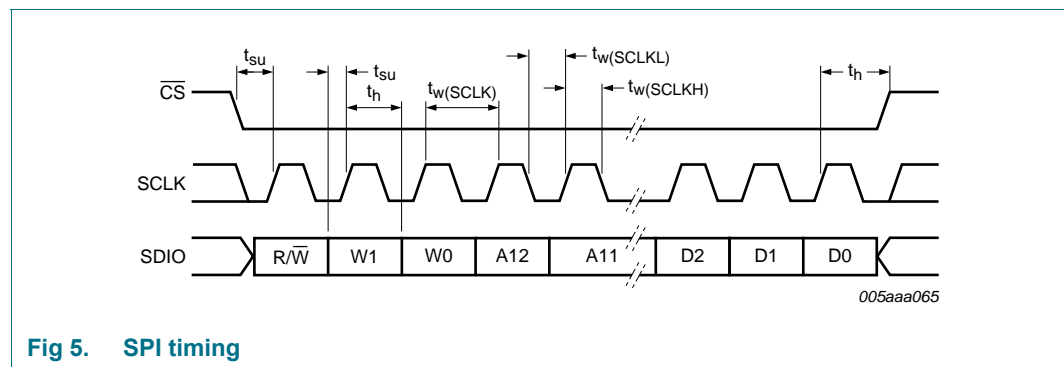 tsu
tsu
th
tw(SCLK)
tw(SCLKL)
tw(SCLKH)
th
CS
SCLK
SDIO
R/W
W1
W0
A12
A11
D2
D1
D0
005aaa065
Fig 5. SPI timing